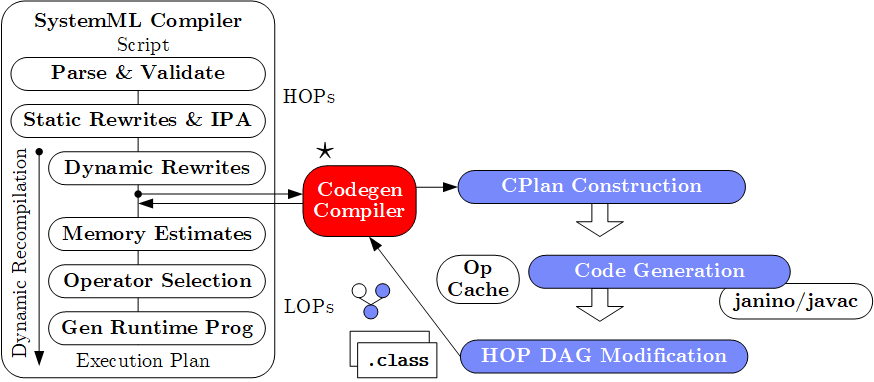 SystemML Compiler
Script
Parse & Validate
HOPs
Static Rewrites & IPA
Dynamic Recompilation
Dynamic Rewrites
Memory Estimates
Operator Selection
LOPs
Gen Runtime Prog
Execution Plan
Codegen
Compiler
CPlan Construction
Op
Cache
Code Generation
janino/javac
HOP DAG Modification
.class